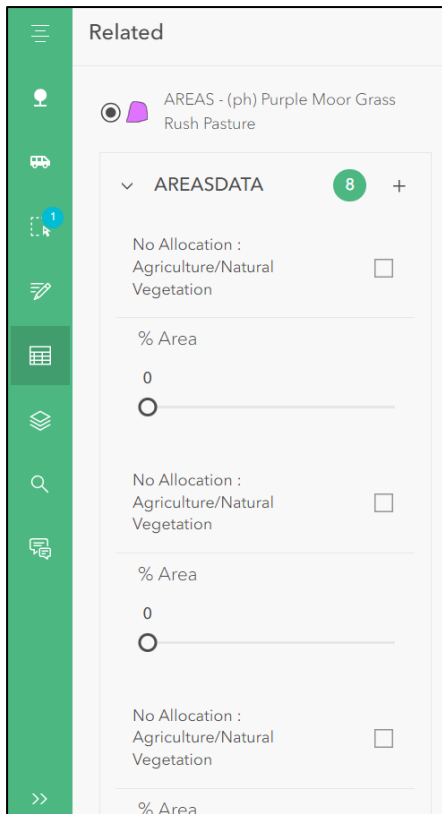 Related
AREAS - (ph) Purple Moor Grass
Rush Pasture
AREASDATA 8 +
1
No Allocation :
Agriculture/Natural
Vegetation
% Area
0
No Allocation :
Agriculture/Natural
Vegetation
% Area
0
No Allocation :
Agriculture/Natural
Vegetation
% Area